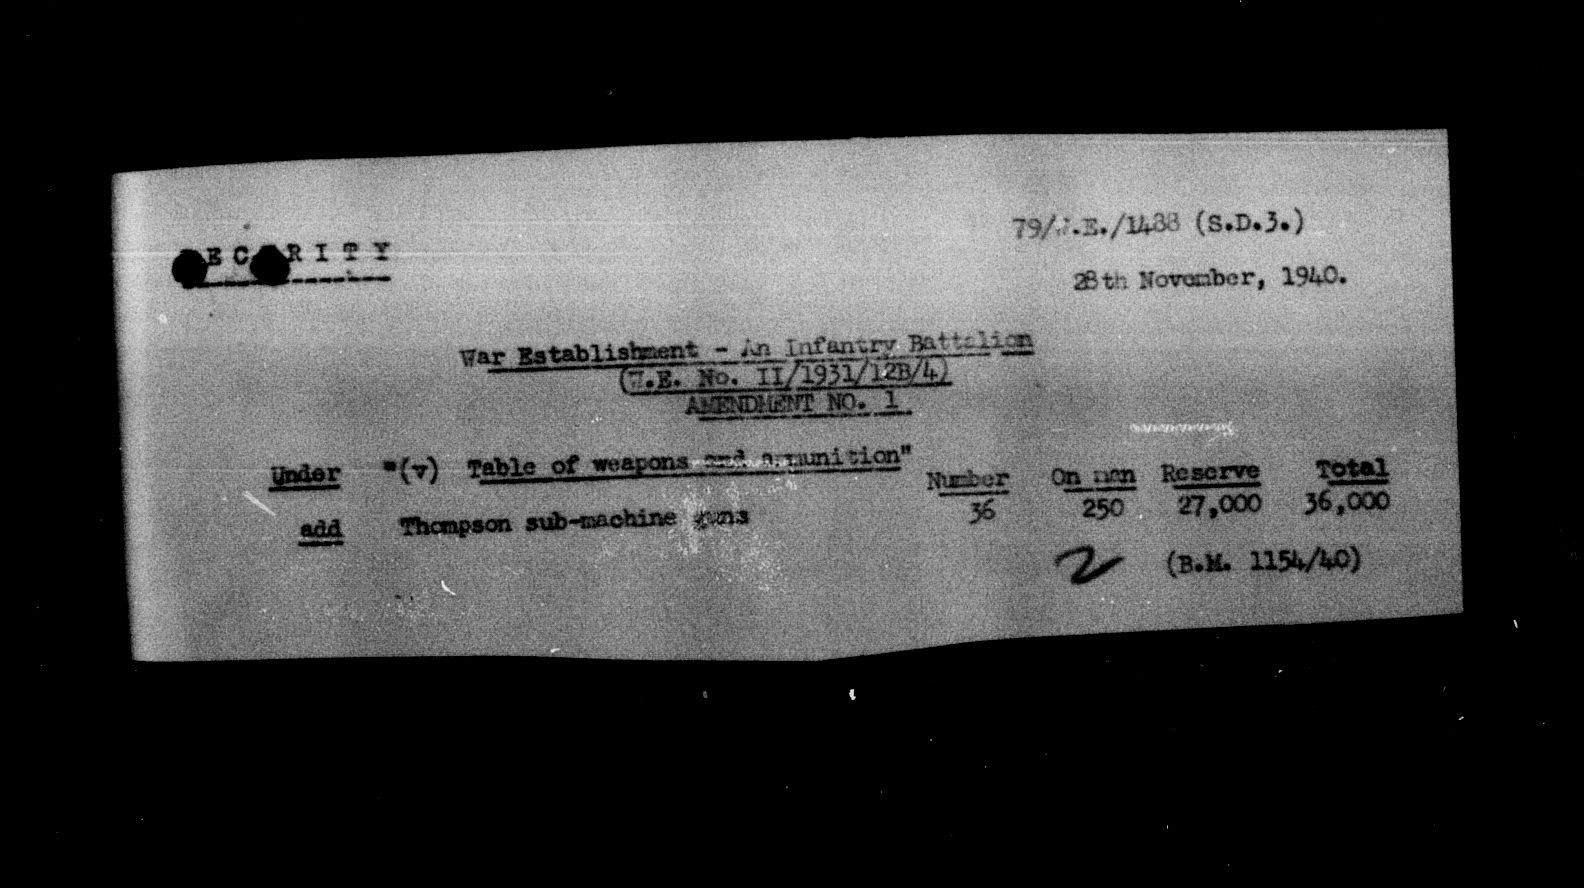 SECURITY
79/W.E./1488 (S.D.3.)
28th November, 1940.
War Establishment - An Infantry Battalion
(W.E. No. II/1931/12B/4)
AMENDMENT NO. 1
Under "(v) Table of weapons and ammunition" Number On man Reserve Total
add Thompson sub-machine guns 36 250 27,000 36,000
2 (B.M. 1154/40)